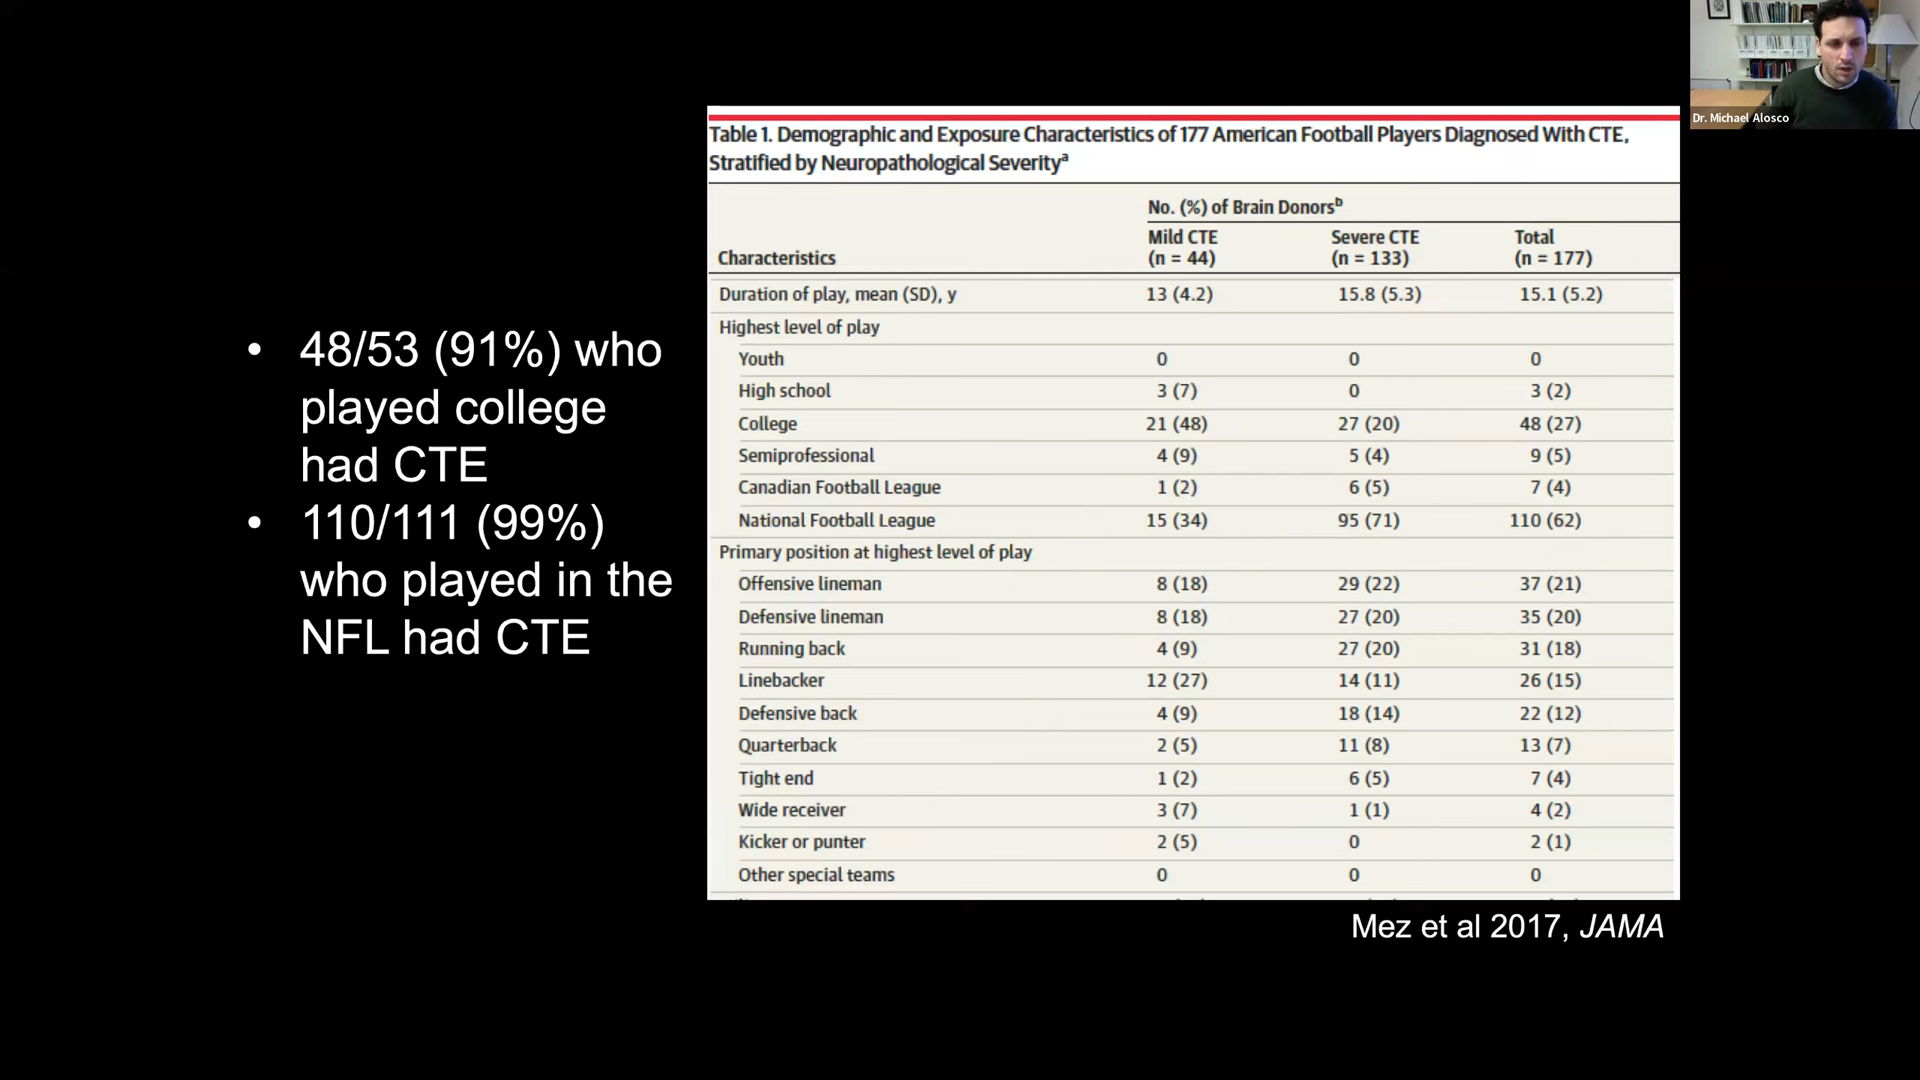 Dr. Michael Alosco
• 48/53 (91%) who
played college
had CTE
• 110/111 (99%)
who played in the
NFL had CTE
Table 1. Demographic and Exposure Characteristics of 177 American Football Players Diagnosed With CTE,
Stratified by Neuropathological Severityᵃ
No. (%) of Brain Donorsᵇ
Characteristics Mild CTE (n = 44) Severe CTE (n = 133) Total (n = 177)
Duration of play, mean (SD), y 13 (4.2) 15.8 (5.3) 15.1 (5.2)
Highest level of play
Youth 0 0 0
High school 3 (7) 0 3 (2)
College 21 (48) 27 (20) 48 (27)
Semiprofessional 4 (9) 5 (4) 9 (5)
Canadian Football League 1 (2) 6 (5) 7 (4)
National Football League 15 (34) 95 (71) 110 (62)
Primary position at highest level of play
Offensive lineman 8 (18) 29 (22) 37 (21)
Defensive lineman 8 (18) 27 (20) 35 (20)
Running back 4 (9) 27 (20) 31 (18)
Linebacker 12 (27) 14 (11) 26 (15)
Defensive back 4 (9) 18 (14) 22 (12)
Quarterback 2 (5) 11 (8) 13 (7)
Tight end 1 (2) 6 (5) 7 (4)
Wide receiver 3 (7) 1 (1) 4 (2)
Kicker or punter 2 (5) 0 2 (1)
Other special teams 0 0 0
Mez et al 2017, JAMA